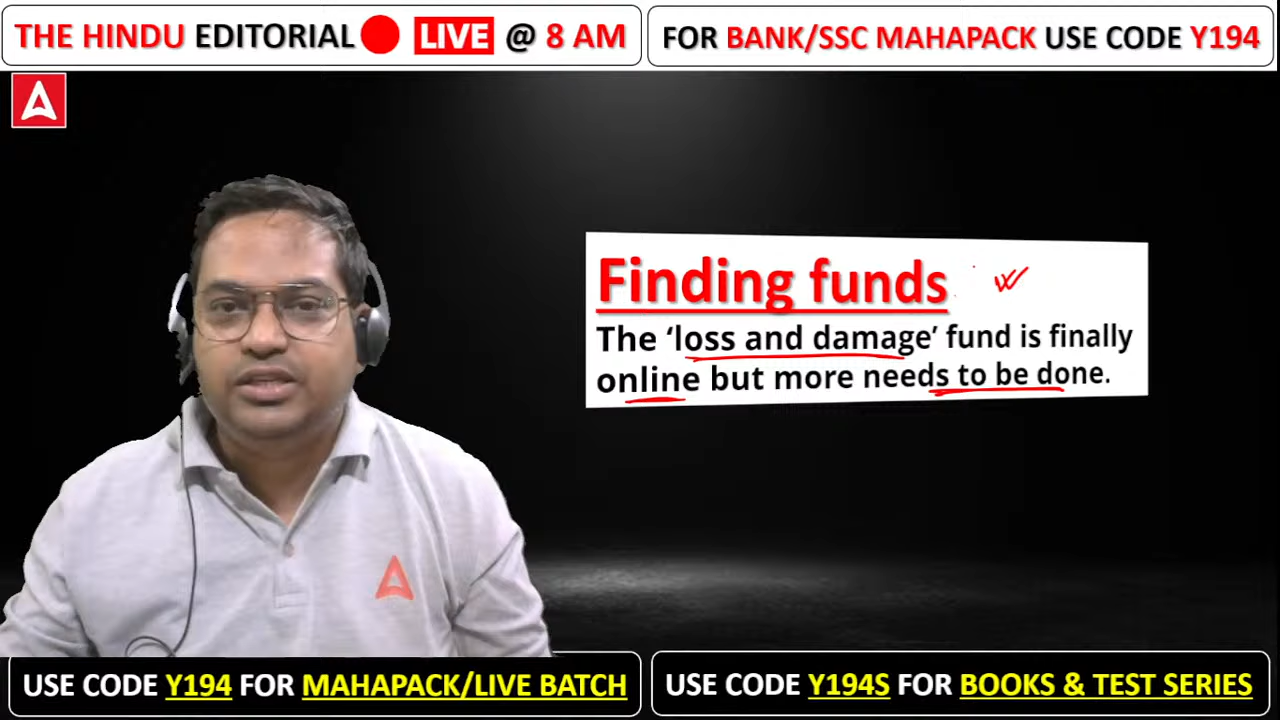 THE HINDU EDITORIAL LIVE @ 8 AM
FOR BANK/SSC MAHAPACK USE CODE Y194
Finding funds
The ‘loss and damage’ fund is finally
online but more needs to be done.
USE CODE Y194 FOR MAHAPACK/LIVE BATCH
USE CODE Y194S FOR BOOKS & TEST SERIES